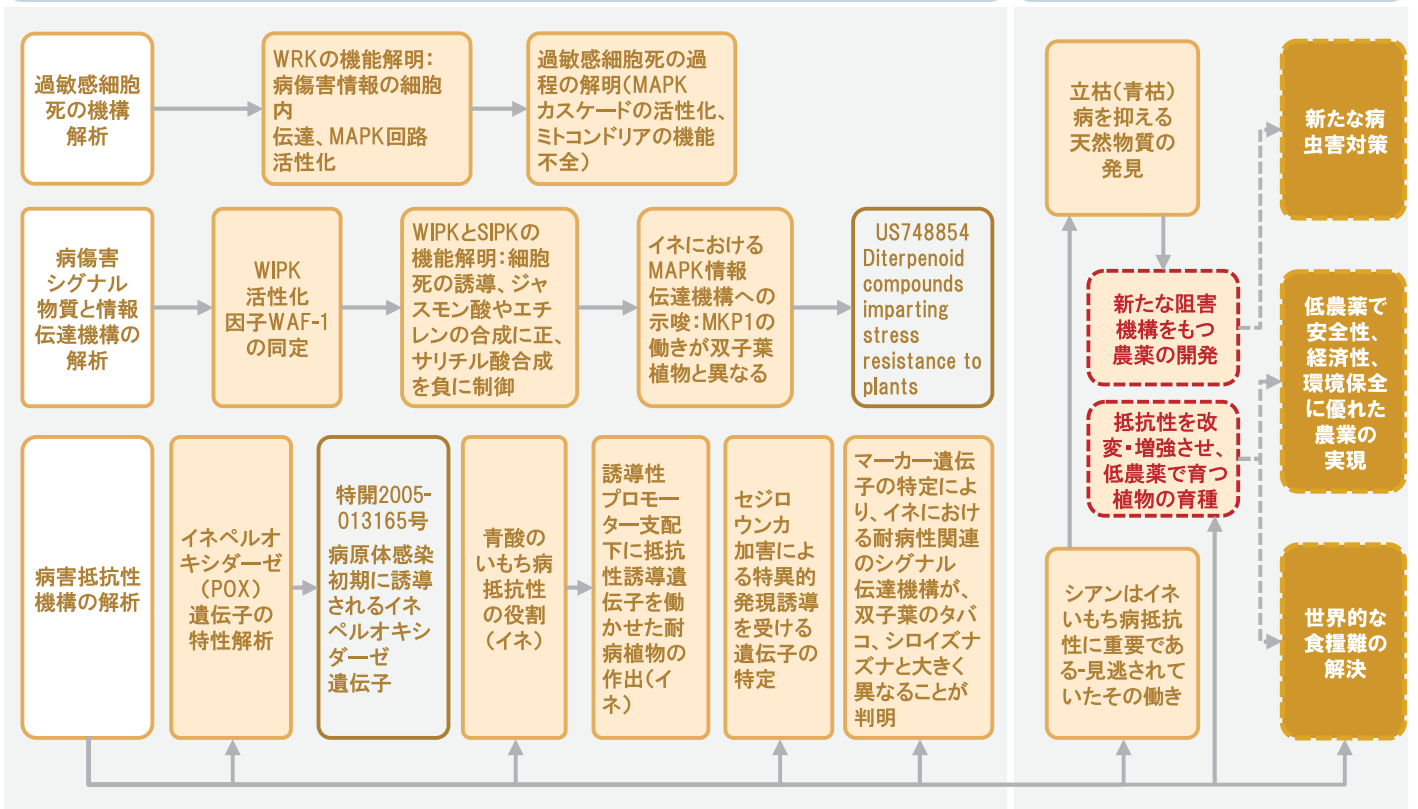 過敏感細胞
死の機構
解析
WRKの機能解明：
病傷害情報の細胞
内
伝達、MAPK回路
活性化
過敏感細胞死の過
程の解明（MAPK
カスケードの活性化、
ミトコンドリアの機能
不全）
病傷害
シグナル
物質と情報
伝達機構の
解析
WIPK
活性化
因子WAF-1
の同定
WIPKとSIPKの
機能解明：細胞
死の誘導、ジャ
スモン酸やエチ
レンの合成に正、
サリチル酸合成
を負に制御
イネにおける
MAPK情報
伝達機構への
示唆：MKP1の
働きが双子葉
植物と異なる
US748854
Diterpenoid
compounds
imparting
stress
resistance to
plants
病害抵抗性
機構の解析
イネペルオ
キシダーゼ
（POX）
遺伝子の
特性解析
特開2005-
013165号
病原体感染
初期に誘導
されるイネ
ペルオキシ
ダーゼ
遺伝子
青酸の
いもち病
抵抗性
の役割
（イネ）
誘導性
プロモー
ター支配
下に抵抗
性誘導遺
伝子を働
かせた耐
病植物の
作出（イ
ネ）
セジロ
ウンカ
加害によ
る特異的
発現誘導
を受ける
遺伝子の
特定
マーカー遺伝
子の特定によ
り、イネにおけ
る耐病性関連
のシグナル
伝達機構が、
双子葉のタバ
コ、シロイズナ
ズナと大きく
異なることが
判明
立枯（青枯）
病を抑える
天然物質の
発見
新たな阻害
機構をもつ
農薬の開発
抵抗性を改
変・増強させ、
低農薬で育つ
植物の育種
シアンはイネ
いもち病抵抗
性に重要であ
る-見逃されて
いたその働き
新たな病
虫害対策
低農薬で
安全性、
経済性、
環境保全
に優れた
農業の
実現
世界的な
食糧難の
解決